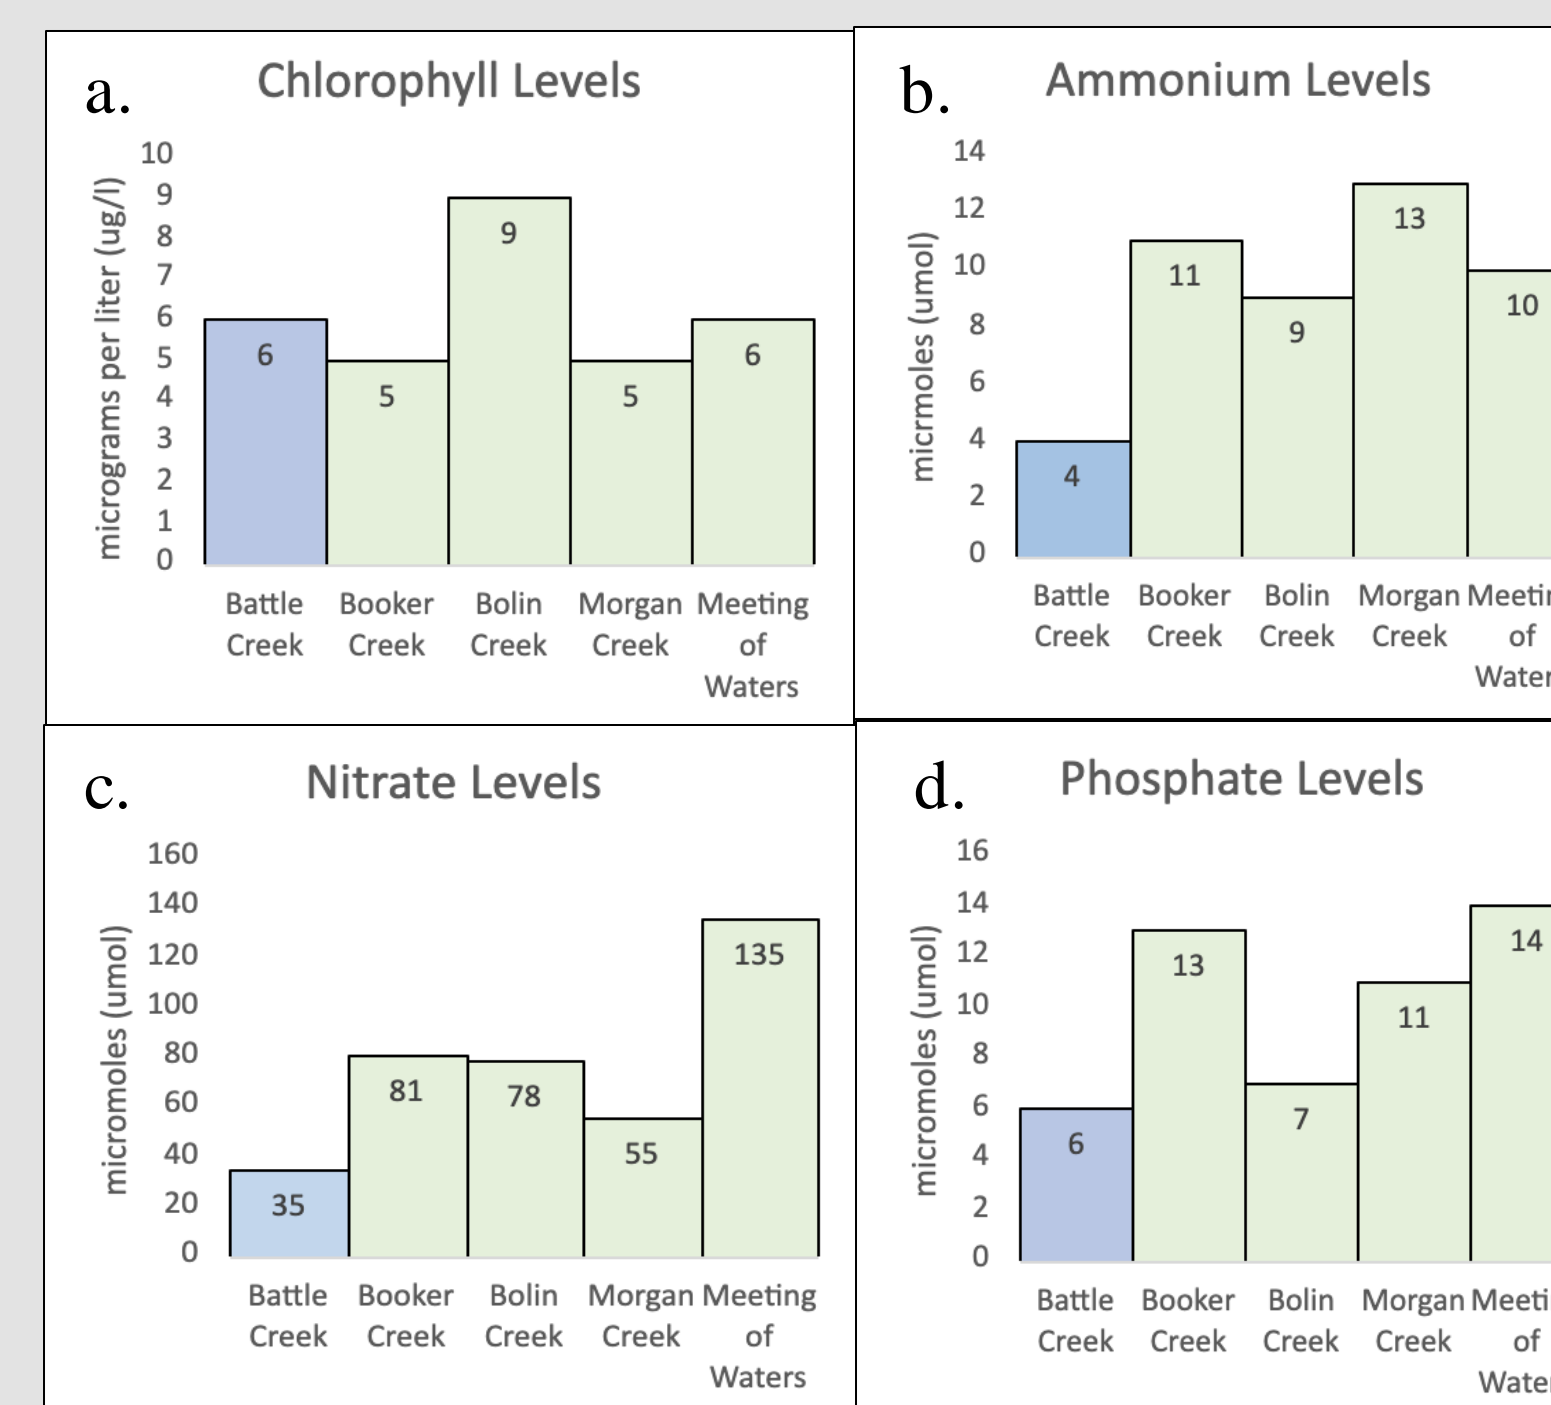 a.
Chlorophyll Levels
micrograms per liter (ug/l)
10
9
8
7
6
5
4
3
2
1
0
6
5
9
5
6
Battle Booker Bolin Morgan Meeting
Creek Creek Creek Creek of
Waters
b.
Ammonium Levels
micrmoles (umol)
14
12
10
8
6
4
2
0
4
11
9
13
10
Battle Booker Bolin Morgan Meetin
Creek Creek Creek Creek of
Water
c.
Nitrate Levels
micromoles (umol)
160
140
120
100
80
60
40
20
0
35
81
78
55
135
Battle Booker Bolin Morgan Meeting
Creek Creek Creek Creek of
Waters
d.
Phosphate Levels
micromoles (umol)
16
14
12
10
8
6
4
2
0
6
13
7
11
14
Battle Booker Bolin Morgan Meeti
Creek Creek Creek Creek of
Water